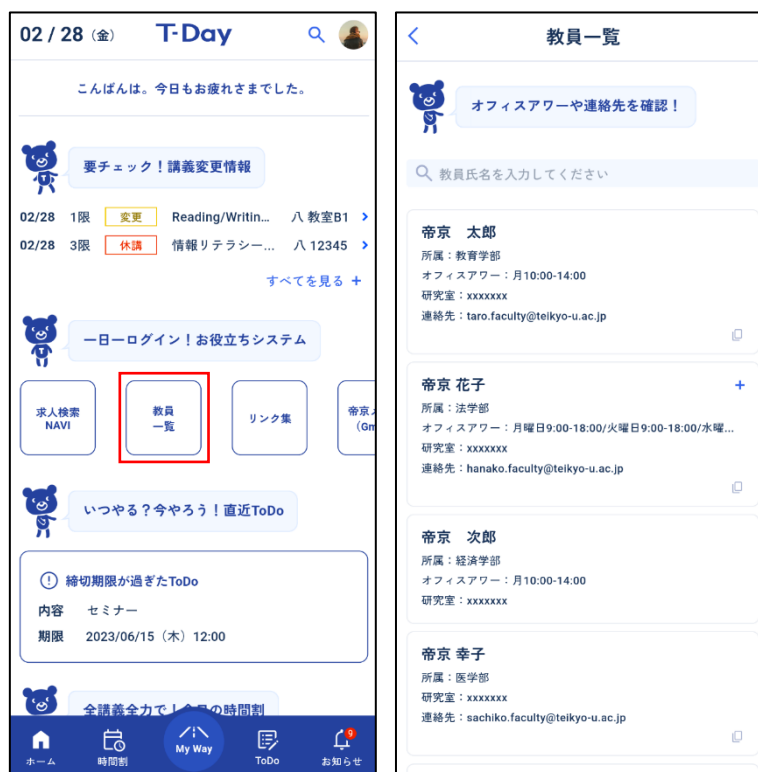 02 / 28 (金)
T-Day
こんばんは。今日もお疲れさまでした。
要チェック！講義変更情報
02/28 1限 変更 Reading/Writin... 八 教室B1
02/28 3限 休講 情報リテラシー... 八 12345
すべてを見る +
一日一ログイン！お役立ちシステム
求人検索
NAVI
教員
一覧
リンク集
帝京
(Gm
いつやる？今やろう！直近ToDo
締切期限が過ぎたToDo
内容 セミナー
期限 2023/06/15（木）12:00
全講義全力で！今日の時間割
ホーム
時間割
My Way
ToDo
9
お知らせ
教員一覧
オフィスアワーや連絡先を確認！
教員氏名を入力してください
帝京 太郎
所属：教育学部
オフィスアワー：月10:00-14:00
研究室：xxxxxxx
連絡先：taro.faculty@teikyo-u.ac.jp
帝京 花子 +
所属：法学部
オフィスアワー：月曜日9:00-18:00/火曜日9:00-18:00/水曜...
研究室：xxxxxxx
連絡先：hanako.faculty@teikyo-u.ac.jp
帝京 次郎
所属：経済学部
オフィスアワー：月10:00-14:00
研究室：xxxxxxx
帝京 幸子
所属：医学部
研究室：xxxxxxx
連絡先：sachiko.faculty@teikyo-u.ac.jp